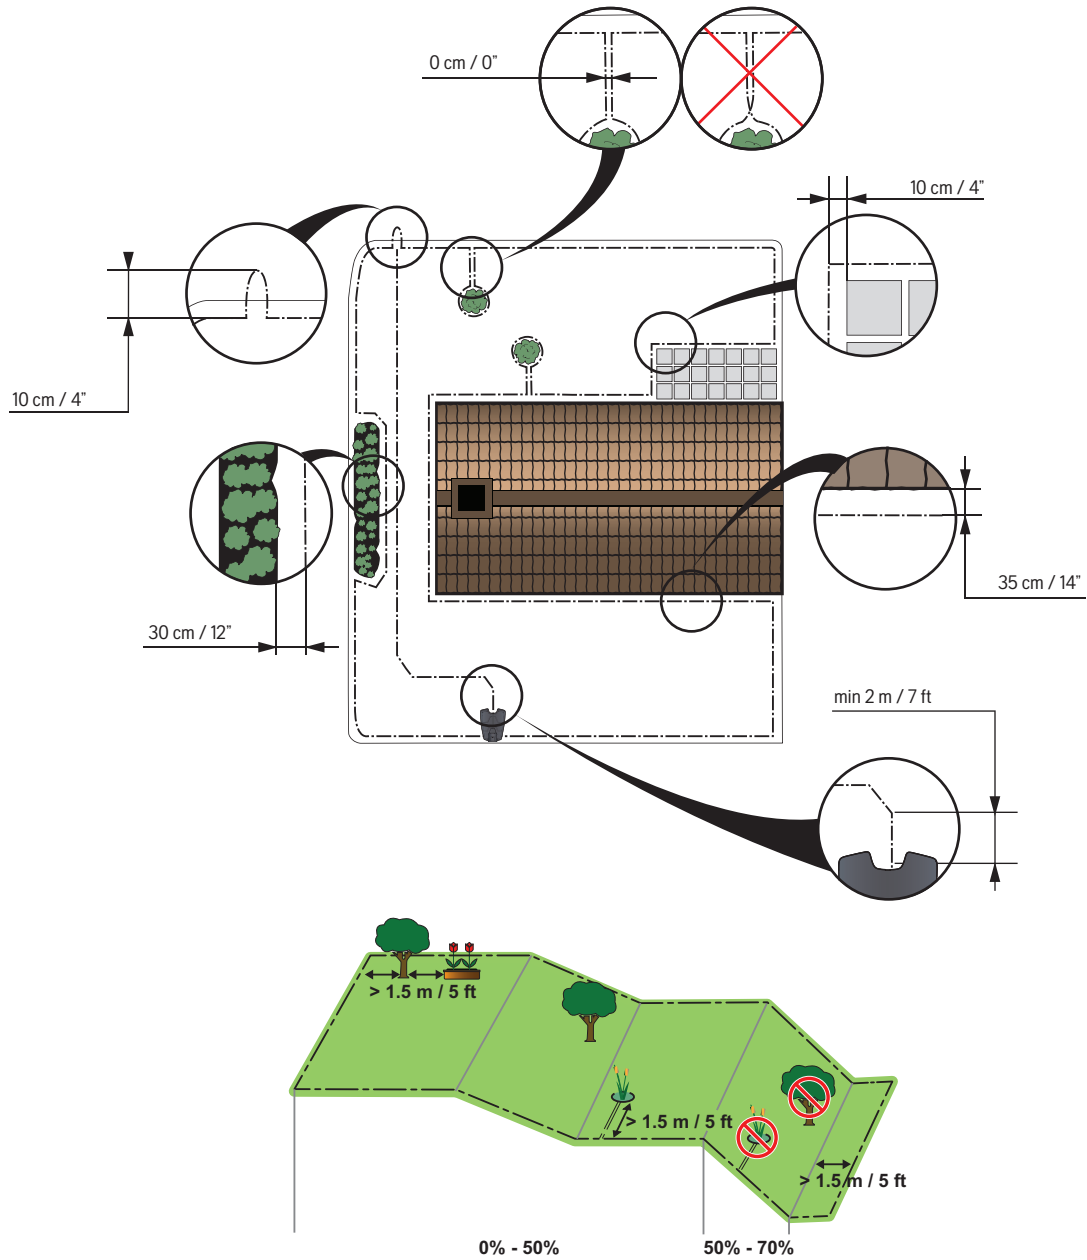 0 cm / 0”
10 cm / 4”
10 cm / 4”
30 cm / 12”
35 cm / 14”
min 2 m / 7 ft
> 1.5 m / 5 ft
> 1.5 m / 5 ft
> 1.5 m / 5 ft
0% - 50%
50% - 70%